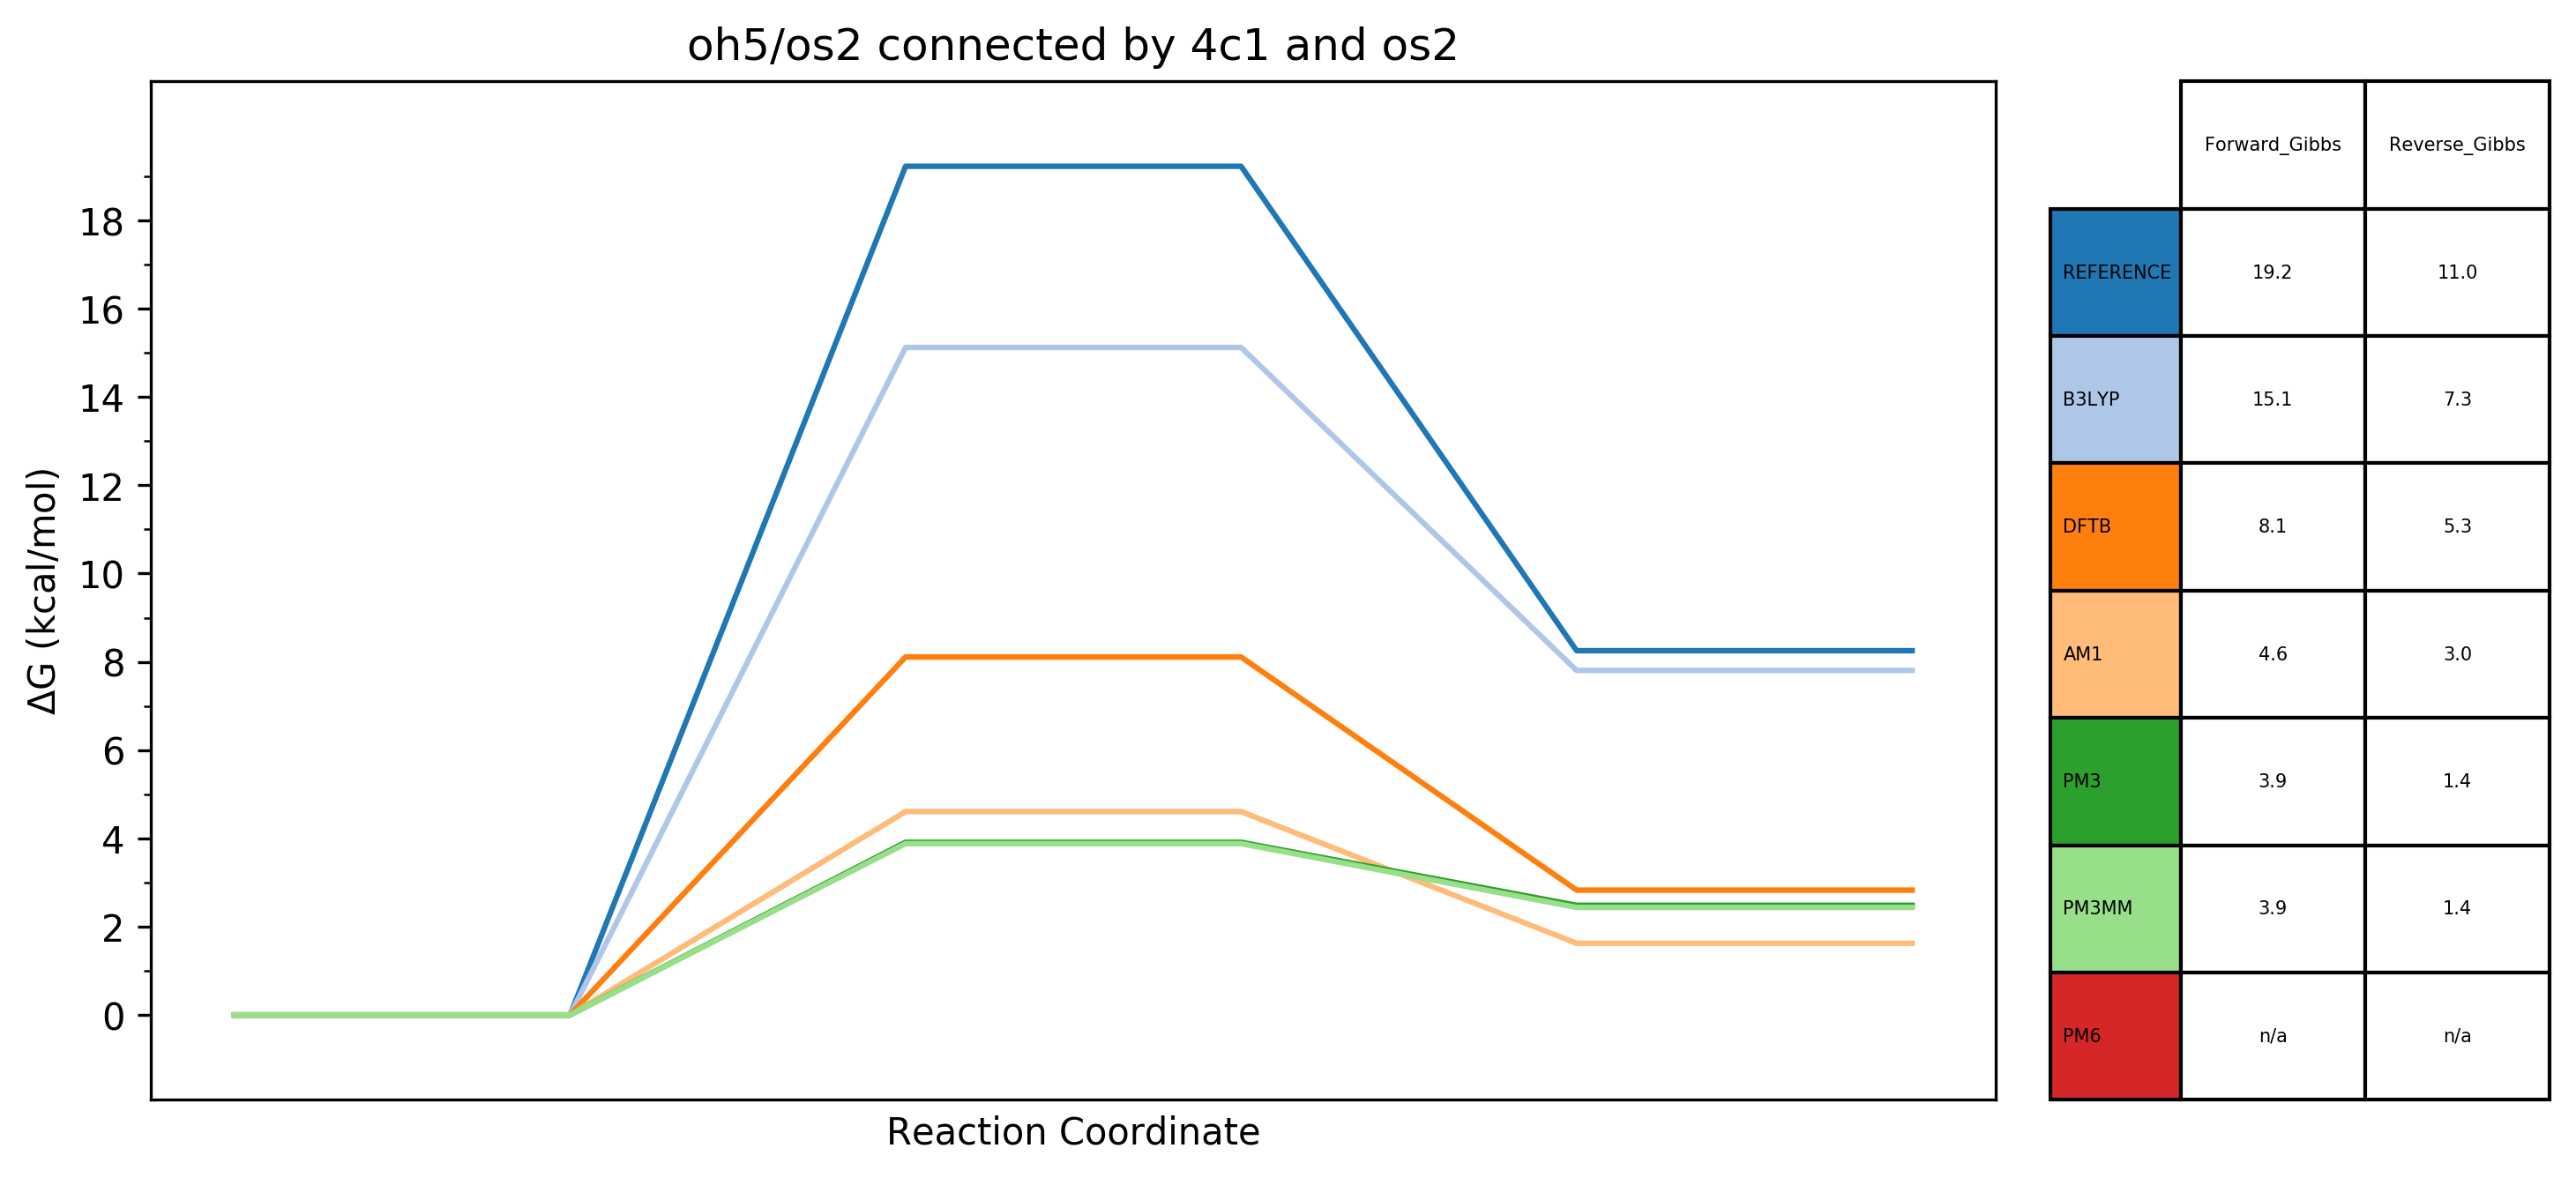 oh5/os2 connected by 4c1 and os2
ΔG (kcal/mol)
18
16
14
12
10
8
6
4
2
0
Reaction Coordinate
Forward_Gibbs Reverse_Gibbs
REFERENCE 19.2 11.0
B3LYP 15.1 7.3
DFTB 8.1 5.3
AM1 4.6 3.0
PM3 3.9 1.4
PM3MM 3.9 1.4
PM6 n/a n/a